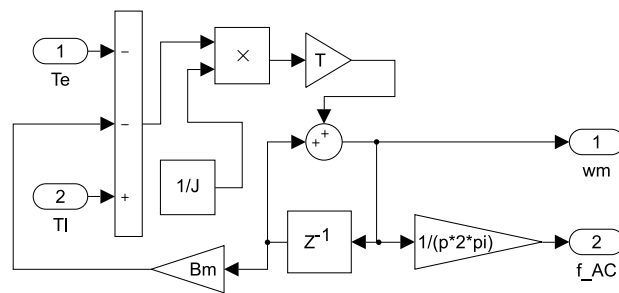 1
Te
−
−
+
2
Tl
×
1/J
T
+
+
Z-1
Bm
1/(p*2*pi)
1
wm
2
f_AC